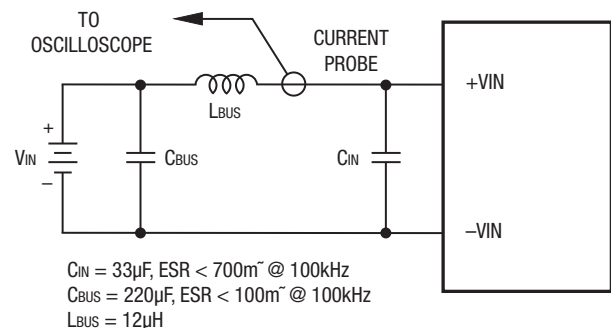 TO
OSCILLOSCOPE
CURRENT
PROBE
LBUS
+VIN
+
VIN
−
CBUS
CIN
−VIN
CIN = 33µF, ESR < 700m˜ @ 100kHz
CBUS = 220µF, ESR < 100m˜ @ 100kHz
LBUS = 12µH